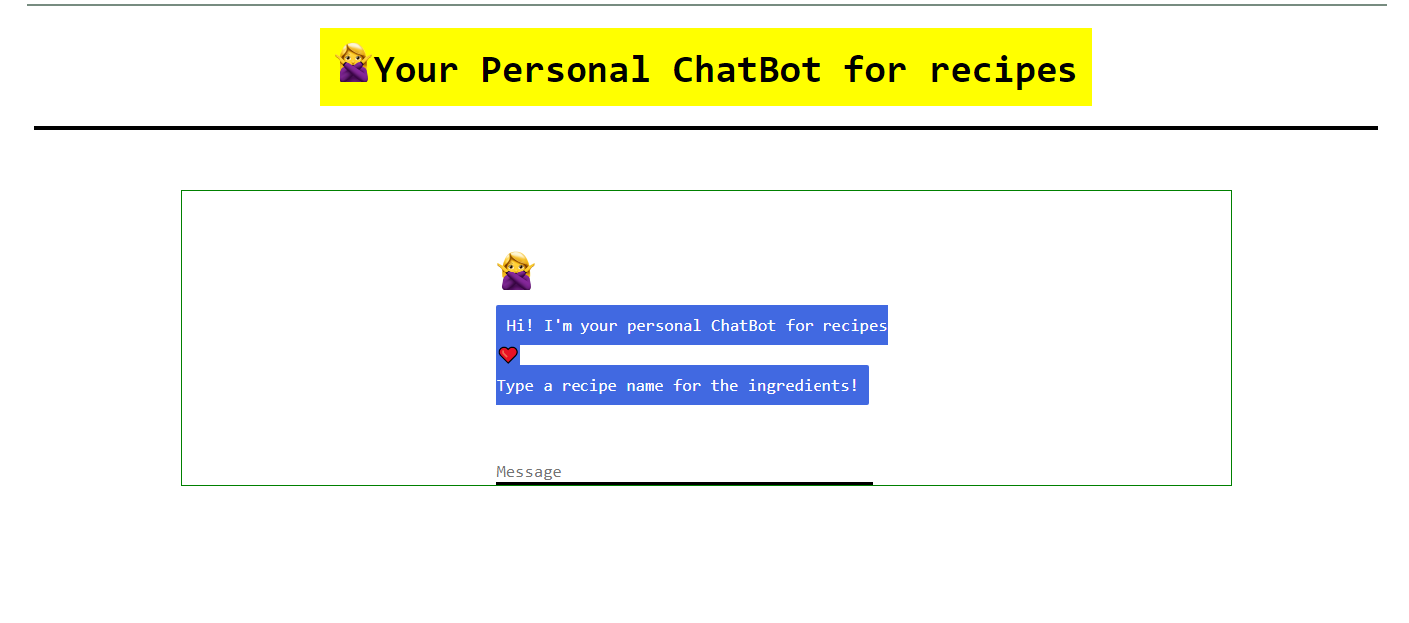 🙅‍♀️Your Personal ChatBot for recipes
🙅‍♀️
Hi! I'm your personal ChatBot for recipes
❤️
Type a recipe name for the ingredients!
Message